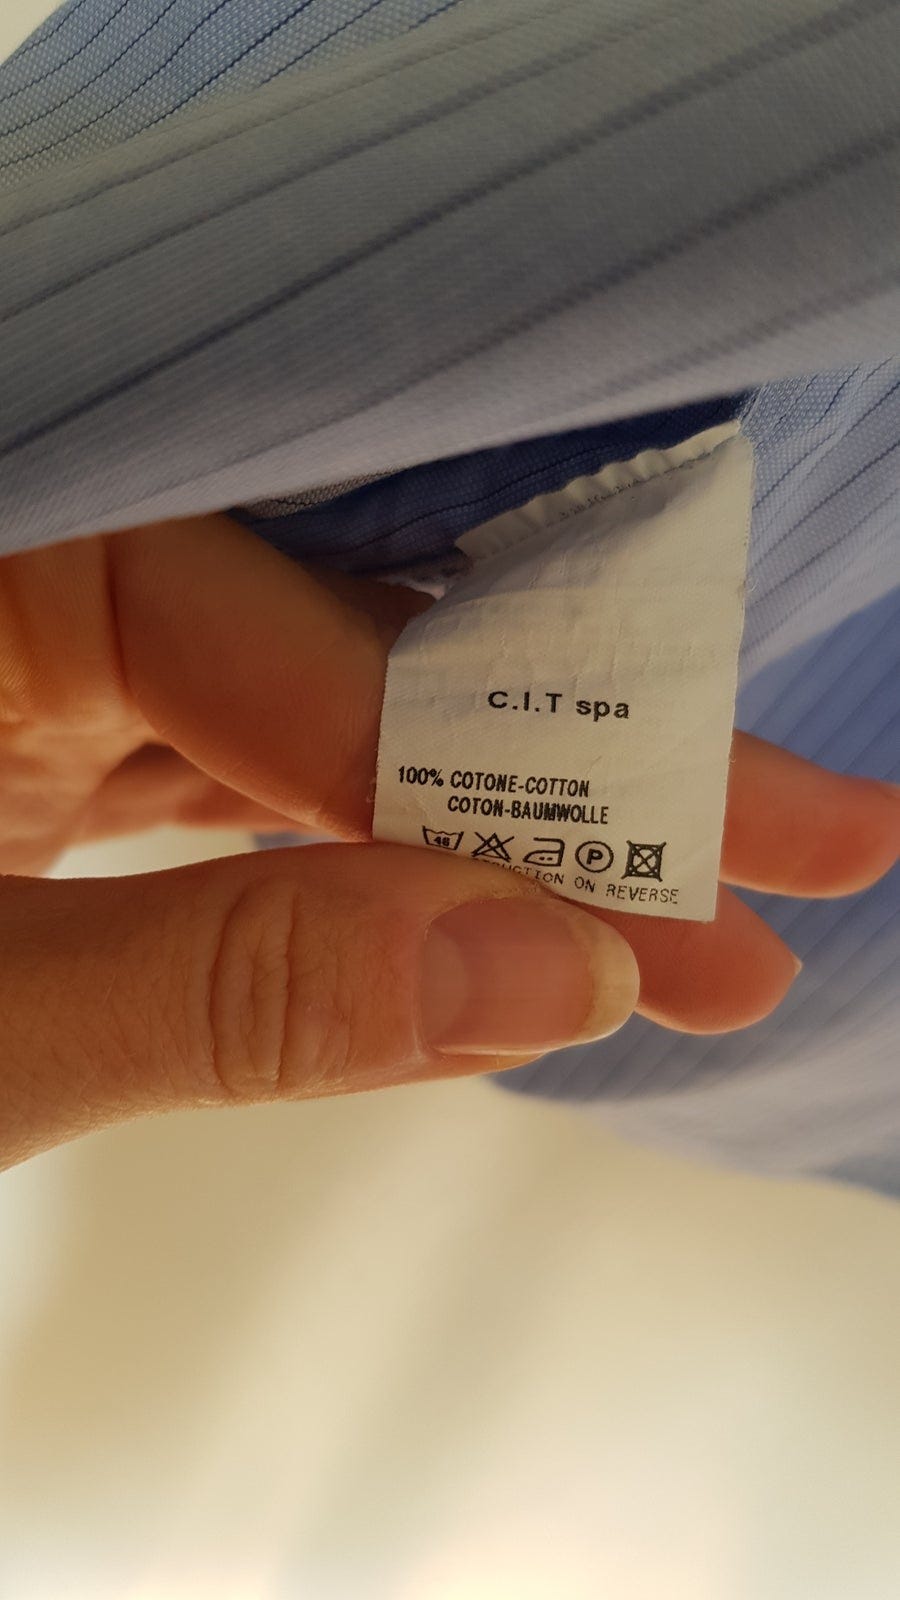 C.I.T spa
100% COTONE-COTTON
COTON-BAUMWOLLE
P
ON REVERSE